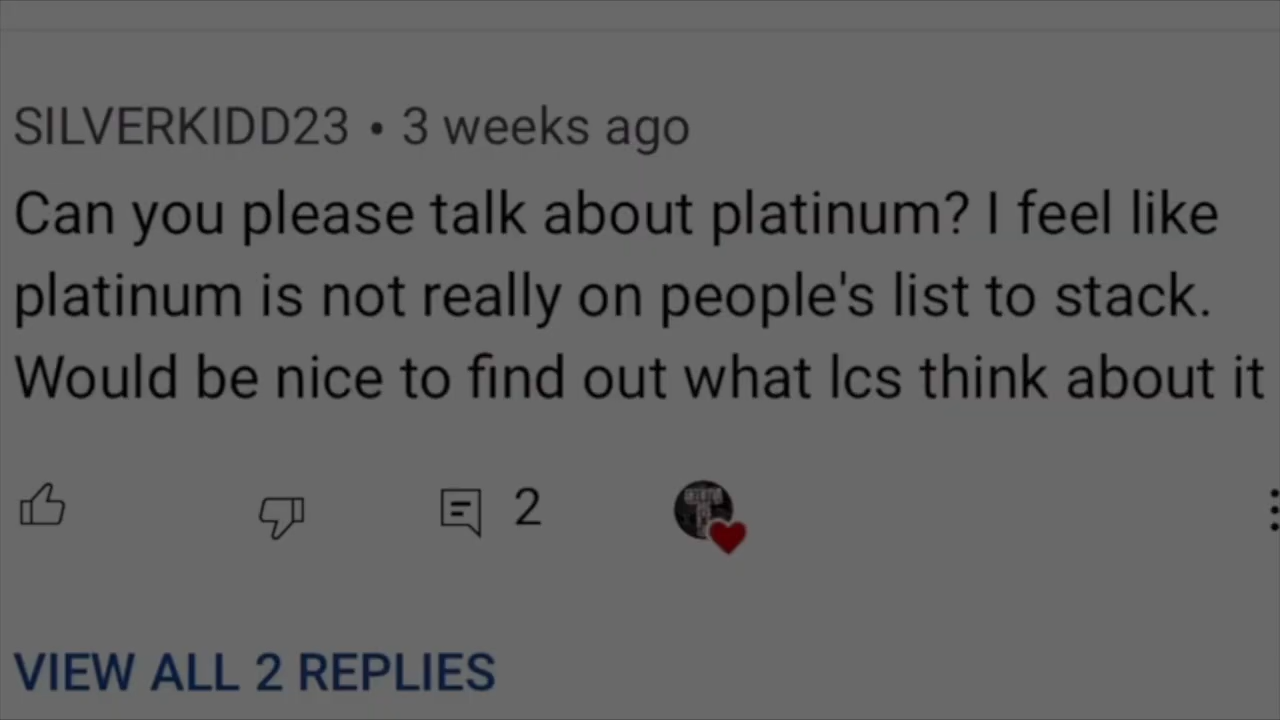 SILVERKIDD23 • 3 weeks ago
Can you please talk about platinum? I feel like
platinum is not really on people's list to stack.
Would be nice to find out what lcs think about it
2
VIEW ALL 2 REPLIES